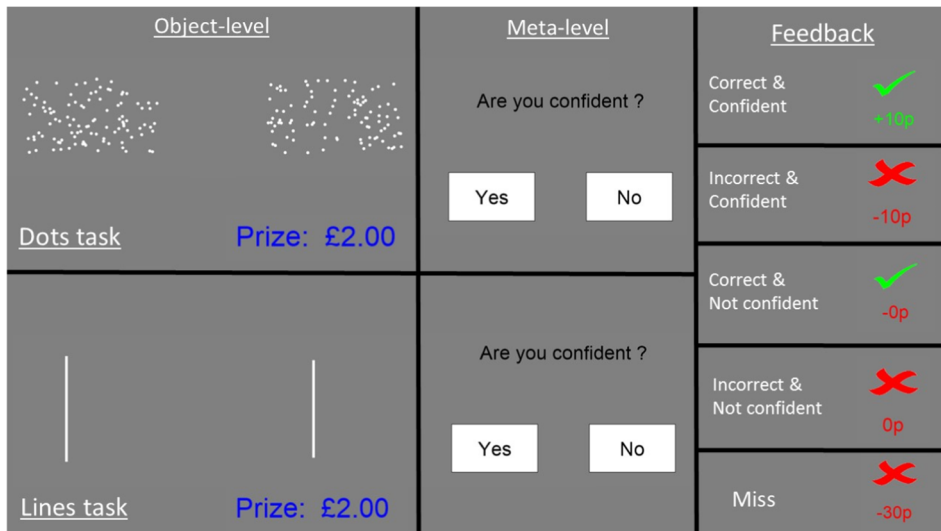 Object-level
Dots task
Prize: £2.00
Lines task
Prize: £2.00
Meta-level
Are you confident ?
Yes
No
Are you confident ?
Yes
No
Feedback
Correct &
Confident
+10p
Incorrect &
Confident
-10p
Correct &
Not confident
-0p
Incorrect &
Not confident
0p
Miss
-30p